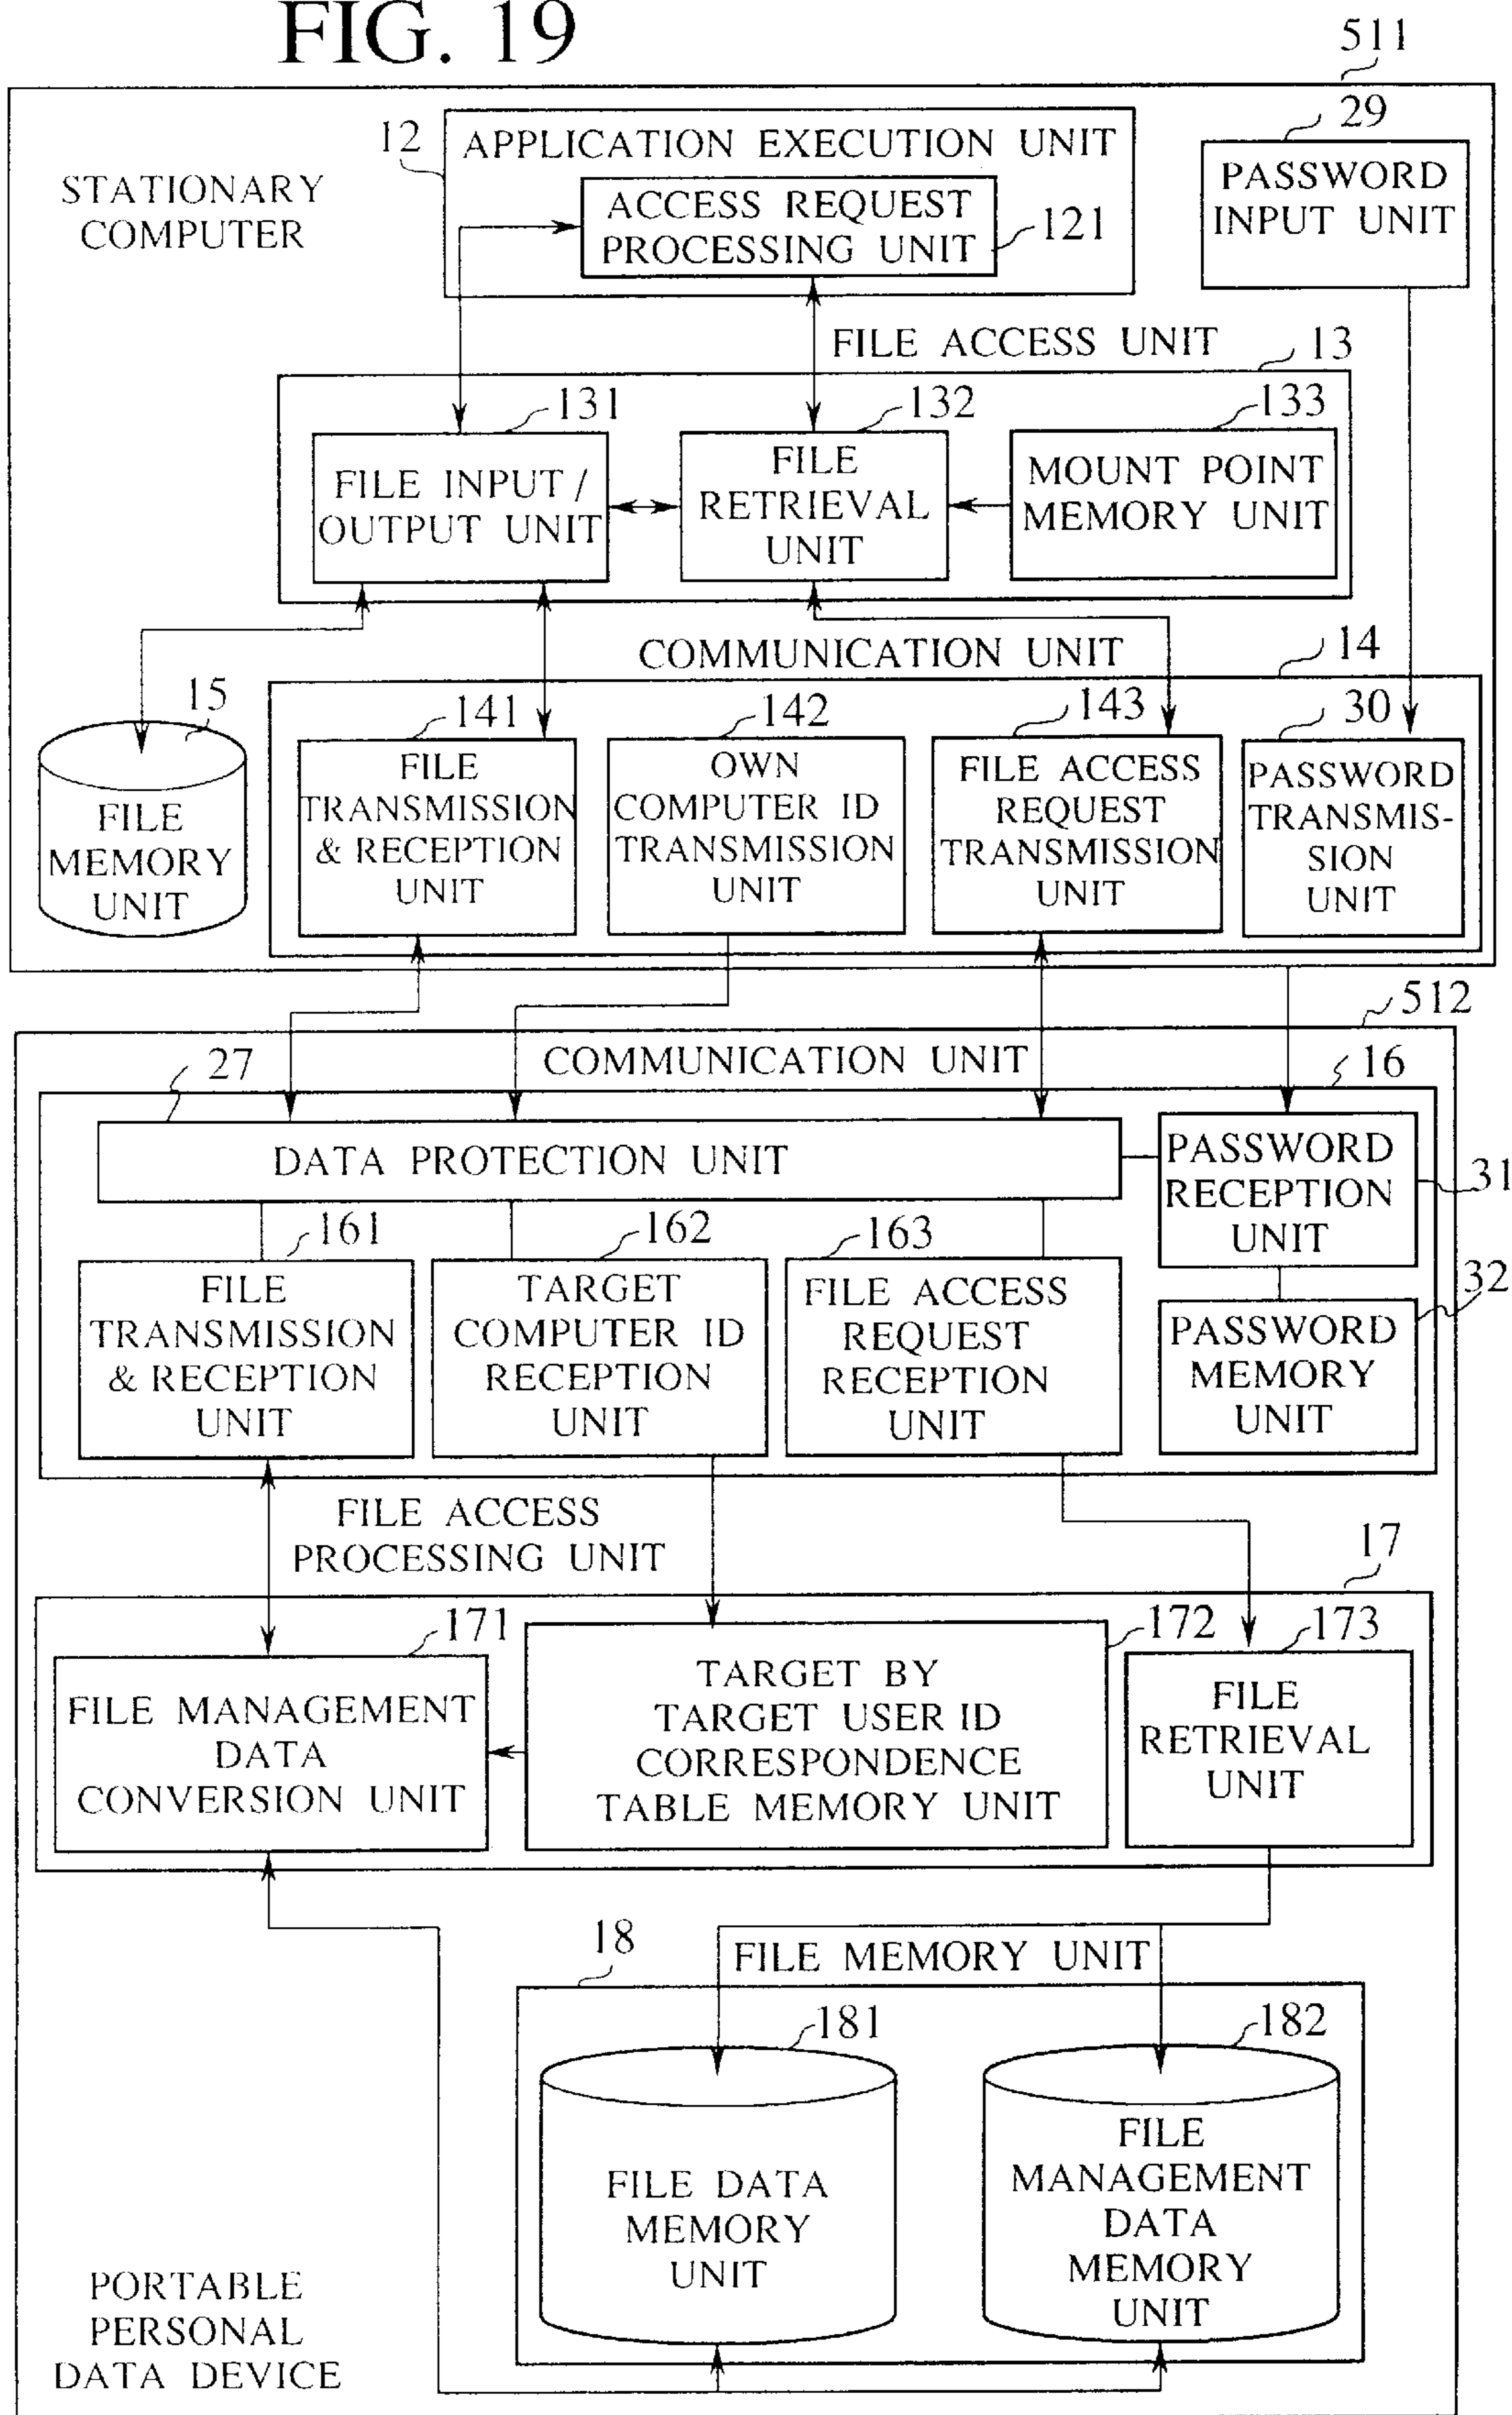 FIG. 19
511
12
APPLICATION EXECUTION UNIT
29
STATIONARY
COMPUTER
ACCESS REQUEST
PROCESSING UNIT
121
PASSWORD
INPUT UNIT
FILE ACCESS UNIT
13
131
132
133
FILE INPUT /
OUTPUT UNIT
FILE
RETRIEVAL
UNIT
MOUNT POINT
MEMORY UNIT
COMMUNICATION UNIT
14
15
141
142
143
30
FILE
MEMORY
UNIT
FILE
TRANSMISSION
& RECEPTION
UNIT
OWN
COMPUTER ID
TRANSMISSION
UNIT
FILE ACCESS
REQUEST
TRANSMISSION
UNIT
PASSWORD
TRANSMIS-
SION
UNIT
512
27
COMMUNICATION UNIT
16
DATA PROTECTION UNIT
PASSWORD
RECEPTION
UNIT
31
161
162
163
FILE
TRANSMISSION
& RECEPTION
UNIT
TARGET
COMPUTER ID
RECEPTION
UNIT
FILE ACCESS
REQUEST
RECEPTION
UNIT
32
PASSWORD
MEMORY
UNIT
FILE ACCESS
PROCESSING UNIT
17
171
172
173
FILE MANAGEMENT
DATA
CONVERSION UNIT
TARGET BY
TARGET USER ID
CORRESPONDENCE
TABLE MEMORY UNIT
FILE
RETRIEVAL
UNIT
18
FILE MEMORY UNIT
181
182
FILE DATA
MEMORY
UNIT
FILE
MANAGEMENT
DATA
MEMORY
UNIT
PORTABLE
PERSONAL
DATA DEVICE